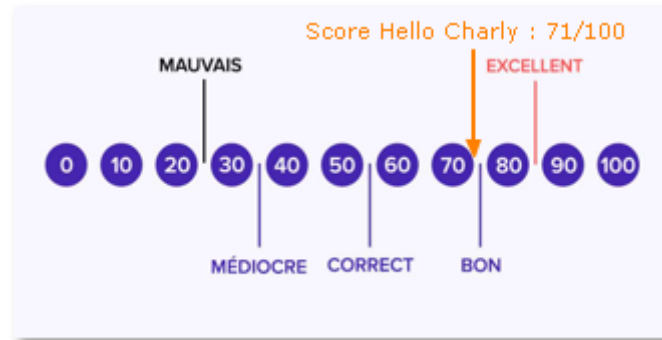 Score Hello Charly : 71/100
MAUVAIS
EXCELLENT
0 10 20 30 40 50 60 70 80 90 100
MÉDIOCRE
CORRECT
BON